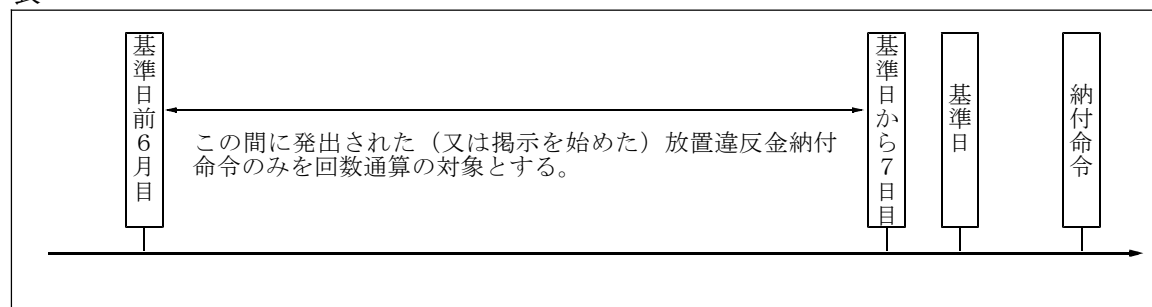 基準日前６月目
この間に発出された（又は掲示を始めた）放置違反金納付
命令のみを回数通算の対象とする。
基準日から７日目
基準日
納付命令